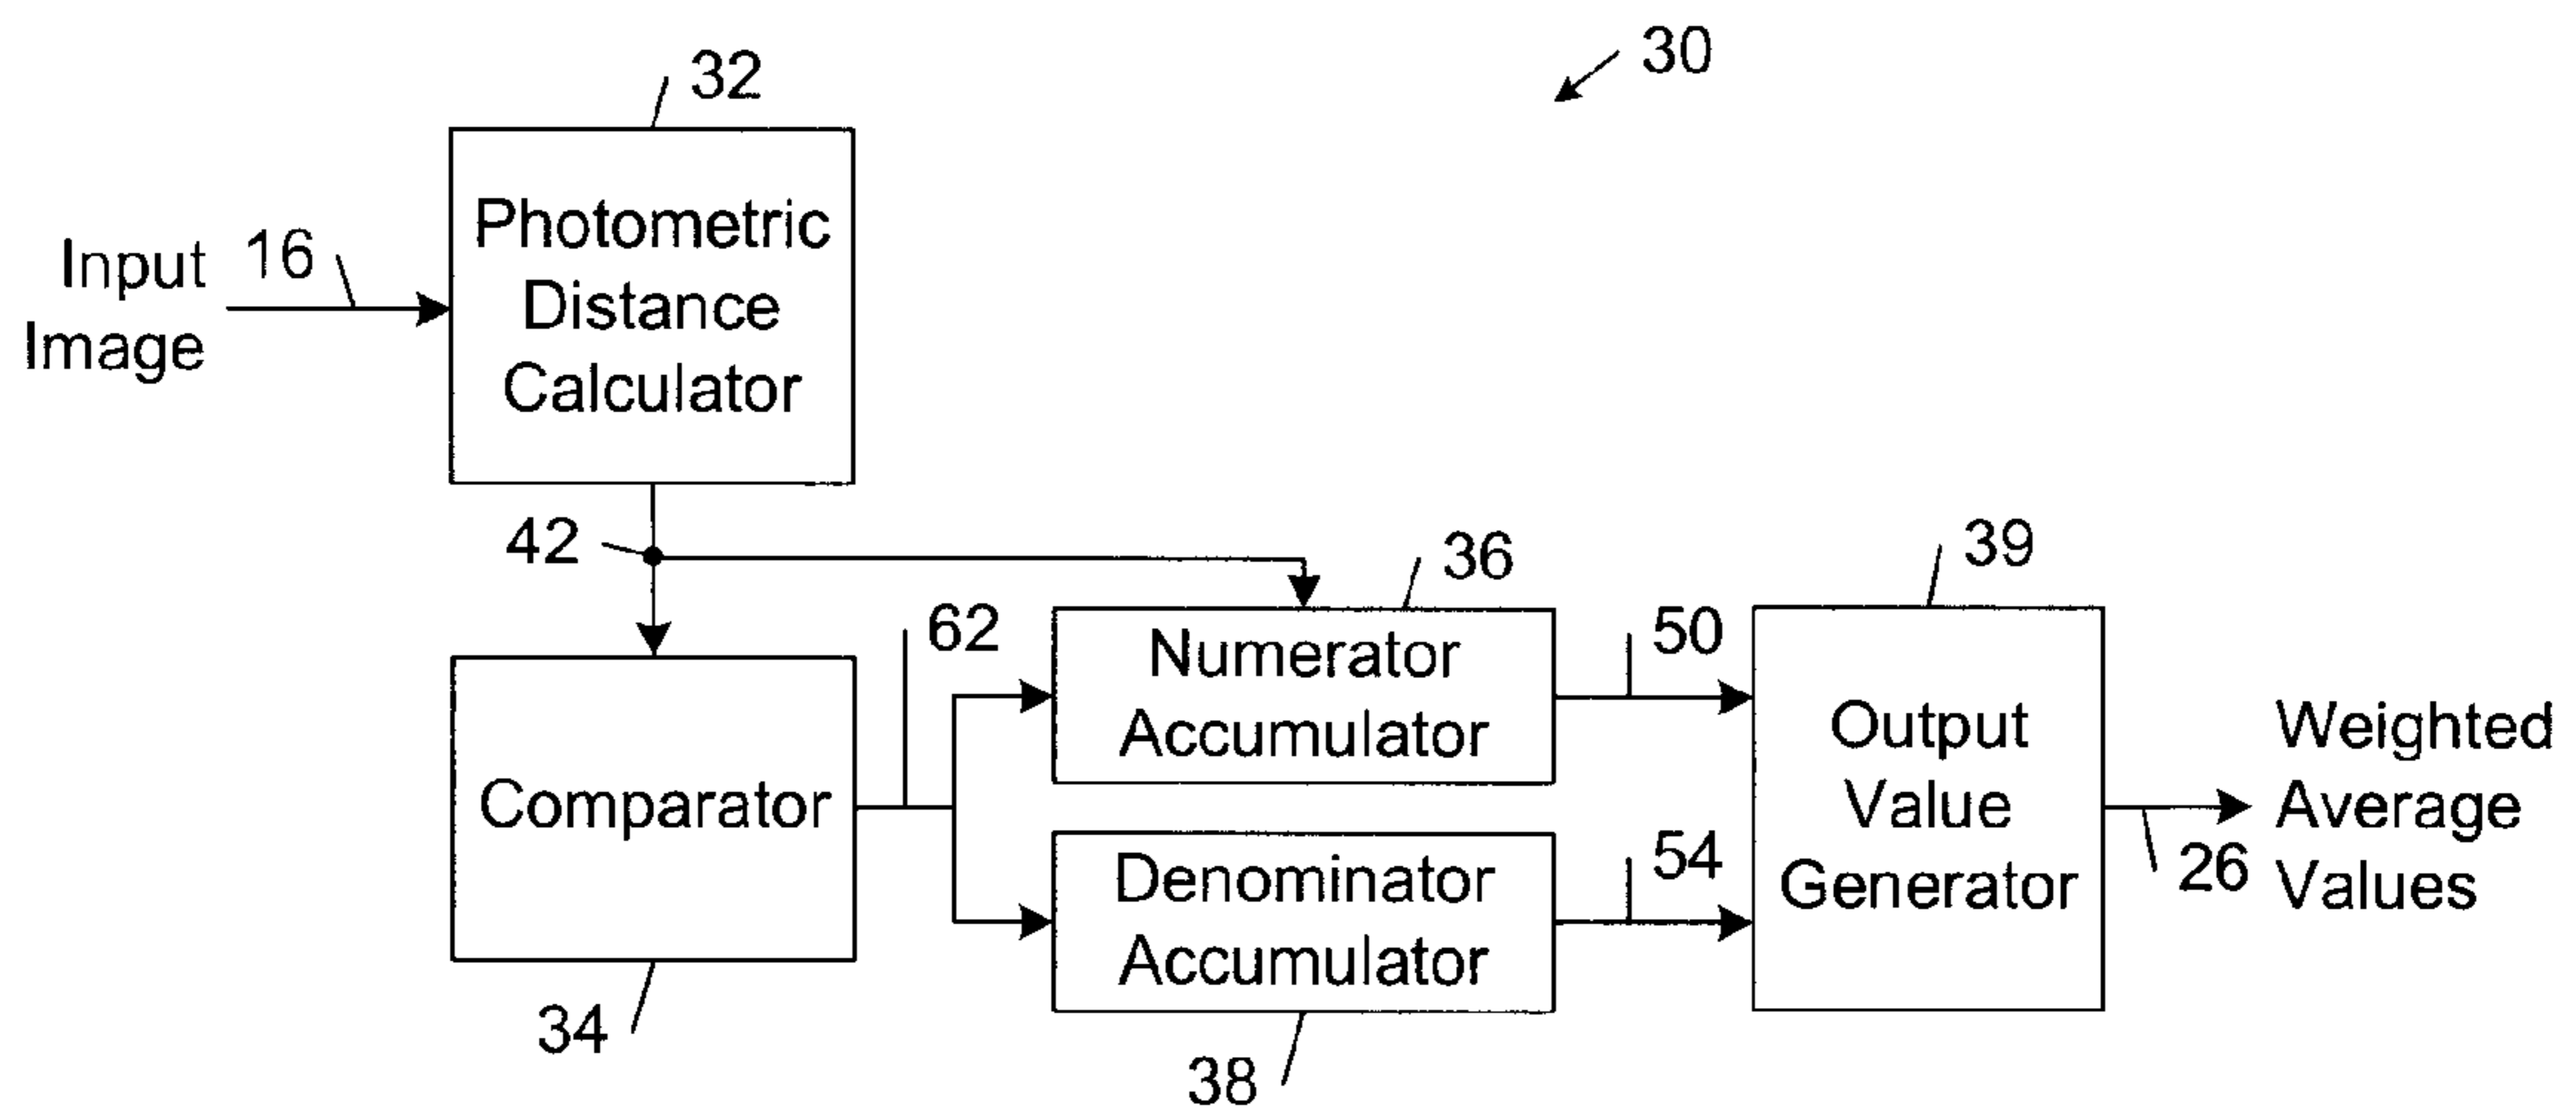 30
32
Photometric
Distance
Calculator
Input
Image
16
42
36
39
62
Numerator
Accumulator
50
Output
Value
Generator
Weighted
Average
Values
Comparator
Denominator
Accumulator
54
26
34
38